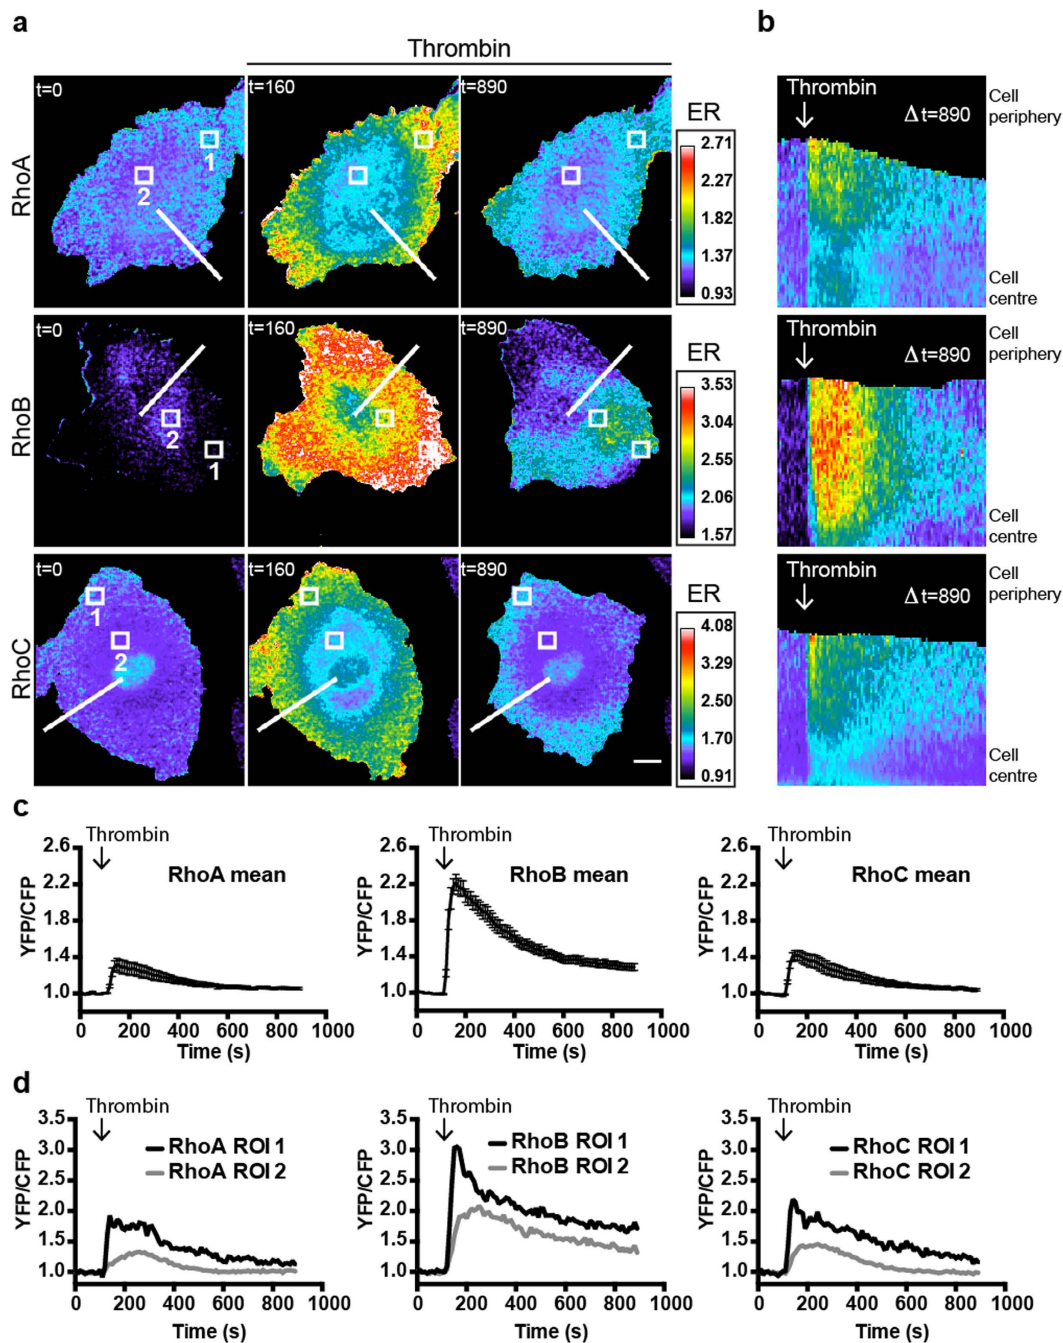 a
b
Thrombin
t=0
t=160
t=890
ER
1
2
RhoA
2.71
2.27
1.82
1.37
0.93
Thrombin
Δt=890
Cell periphery
Cell centre
t=0
t=160
t=890
ER
2
1
RhoB
3.53
3.04
2.55
2.06
1.57
Thrombin
Δt=890
Cell periphery
Cell centre
t=0
t=160
t=890
ER
1
2
RhoC
4.08
3.29
2.50
1.70
0.91
Thrombin
Δt=890
Cell periphery
Cell centre
c
Thrombin
RhoA mean
YFP/CFP
2.6
2.2
1.8
1.4
1.0
0 200 400 600 800 1000
Time (s)
Thrombin
RhoB mean
YFP/CFP
2.6
2.2
1.8
1.4
1.0
0 200 400 600 800 1000
Time (s)
Thrombin
RhoC mean
YFP/CFP
2.6
2.2
1.8
1.4
1.0
0 200 400 600 800 1000
Time (s)
d
Thrombin
RhoA ROI 1
RhoA ROI 2
YFP/CFP
3.5
3.0
2.5
2.0
1.5
1.0
0 200 400 600 800 1000
Time (s)
Thrombin
RhoB ROI 1
RhoB ROI 2
YFP/CFP
3.5
3.0
2.5
2.0
1.5
1.0
0 200 400 600 800 1000
Time (s)
Thrombin
RhoC ROI 1
RhoC ROI 2
YFP/CFP
3.5
3.0
2.5
2.0
1.5
1.0
0 200 400 600 800 1000
Time (s)